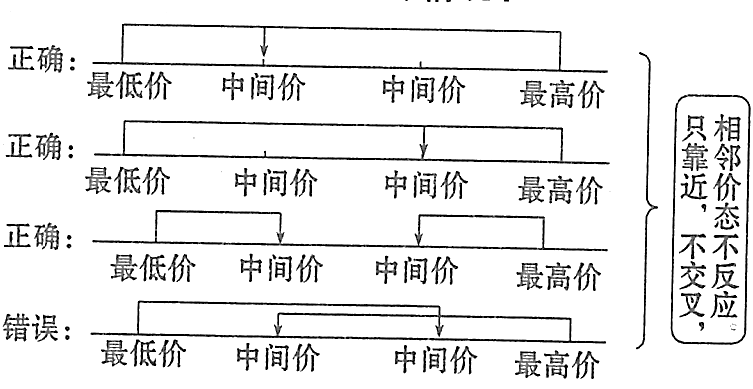 正确：
最低价 中间价 中间价 最高价
正确：
最低价 中间价 中间价 最高价
正确：
最低价 中间价 中间价 最高价
错误：
最低价 中间价 中间价 最高价
只靠近，不交叉，
相邻价态不反应。